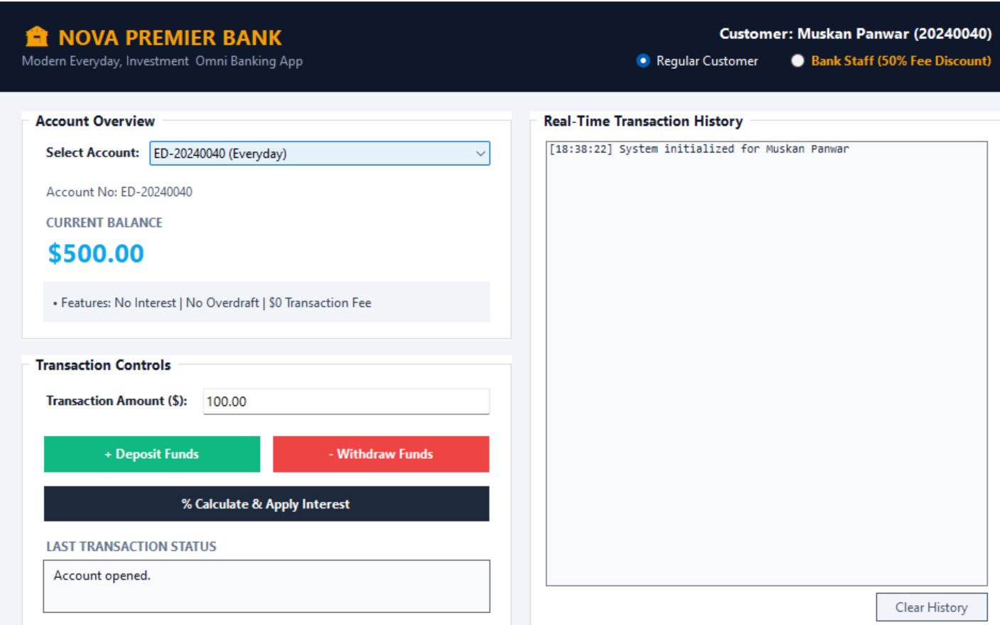 NOVA PREMIER BANK
Modern Everyday, Investment  Omni Banking App
Customer: Muskan Panwar (20240040)
Regular Customer
Bank Staff (50% Fee Discount)
Account Overview
Select Account:
ED-20240040 (Everyday)
Account No: ED-20240040
CURRENT BALANCE
$500.00
• Features: No Interest | No Overdraft | $0 Transaction Fee
Transaction Controls
Transaction Amount ($):
100.00
+ Deposit Funds
- Withdraw Funds
% Calculate & Apply Interest
LAST TRANSACTION STATUS
Account opened.
Real-Time Transaction History
[18:38:22] System initialized for Muskan Panwar
Clear History